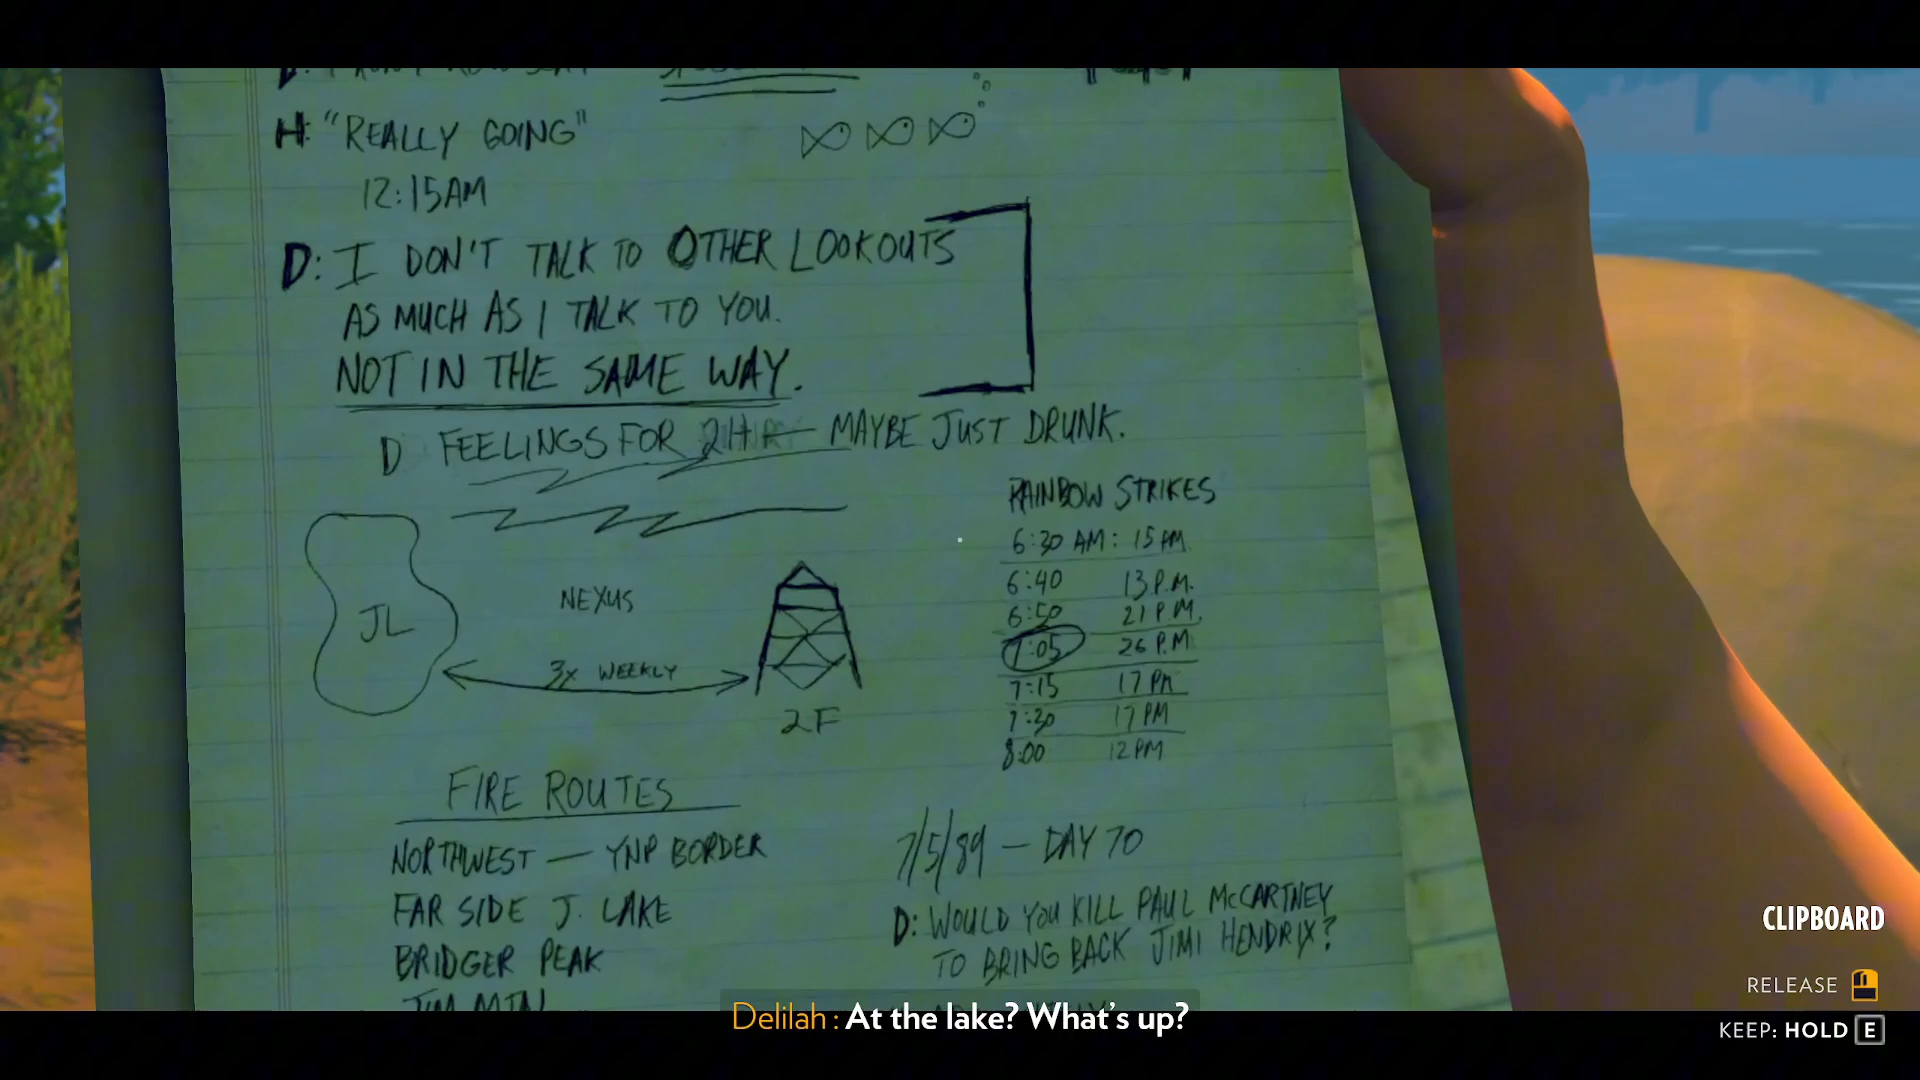 H: "REALLY GOING"
12:15AM
D: I DON'T TALK TO OTHER LOOKOUTS
AS MUCH AS I TALK TO YOU.
NOT IN THE SAME WAY.
D FEELINGS FOR MAYBE JUST DRUNK.
RAINBOW STRIKES
6:30 AM: 15 PM.
6:40 13 P.M.
6:50 21 P.M.
7:05 26 P.M
7:15 17 PM
7:30 17 PM
8:00 12 PM
JL
NEXUS
3x WEEKLY
2F
FIRE ROUTES
NORTHWEST — YNP BORDER
FAR SIDE J. LAKE
BRIDGER PEAK
7/5/89 — DAY 70
D: WOULD YOU KILL PAUL McCARTNEY
TO BRING BACK JIMI HENDRIX?
CLIPBOARD
RELEASE
KEEP: HOLD E
Delilah: At the lake? What's up?